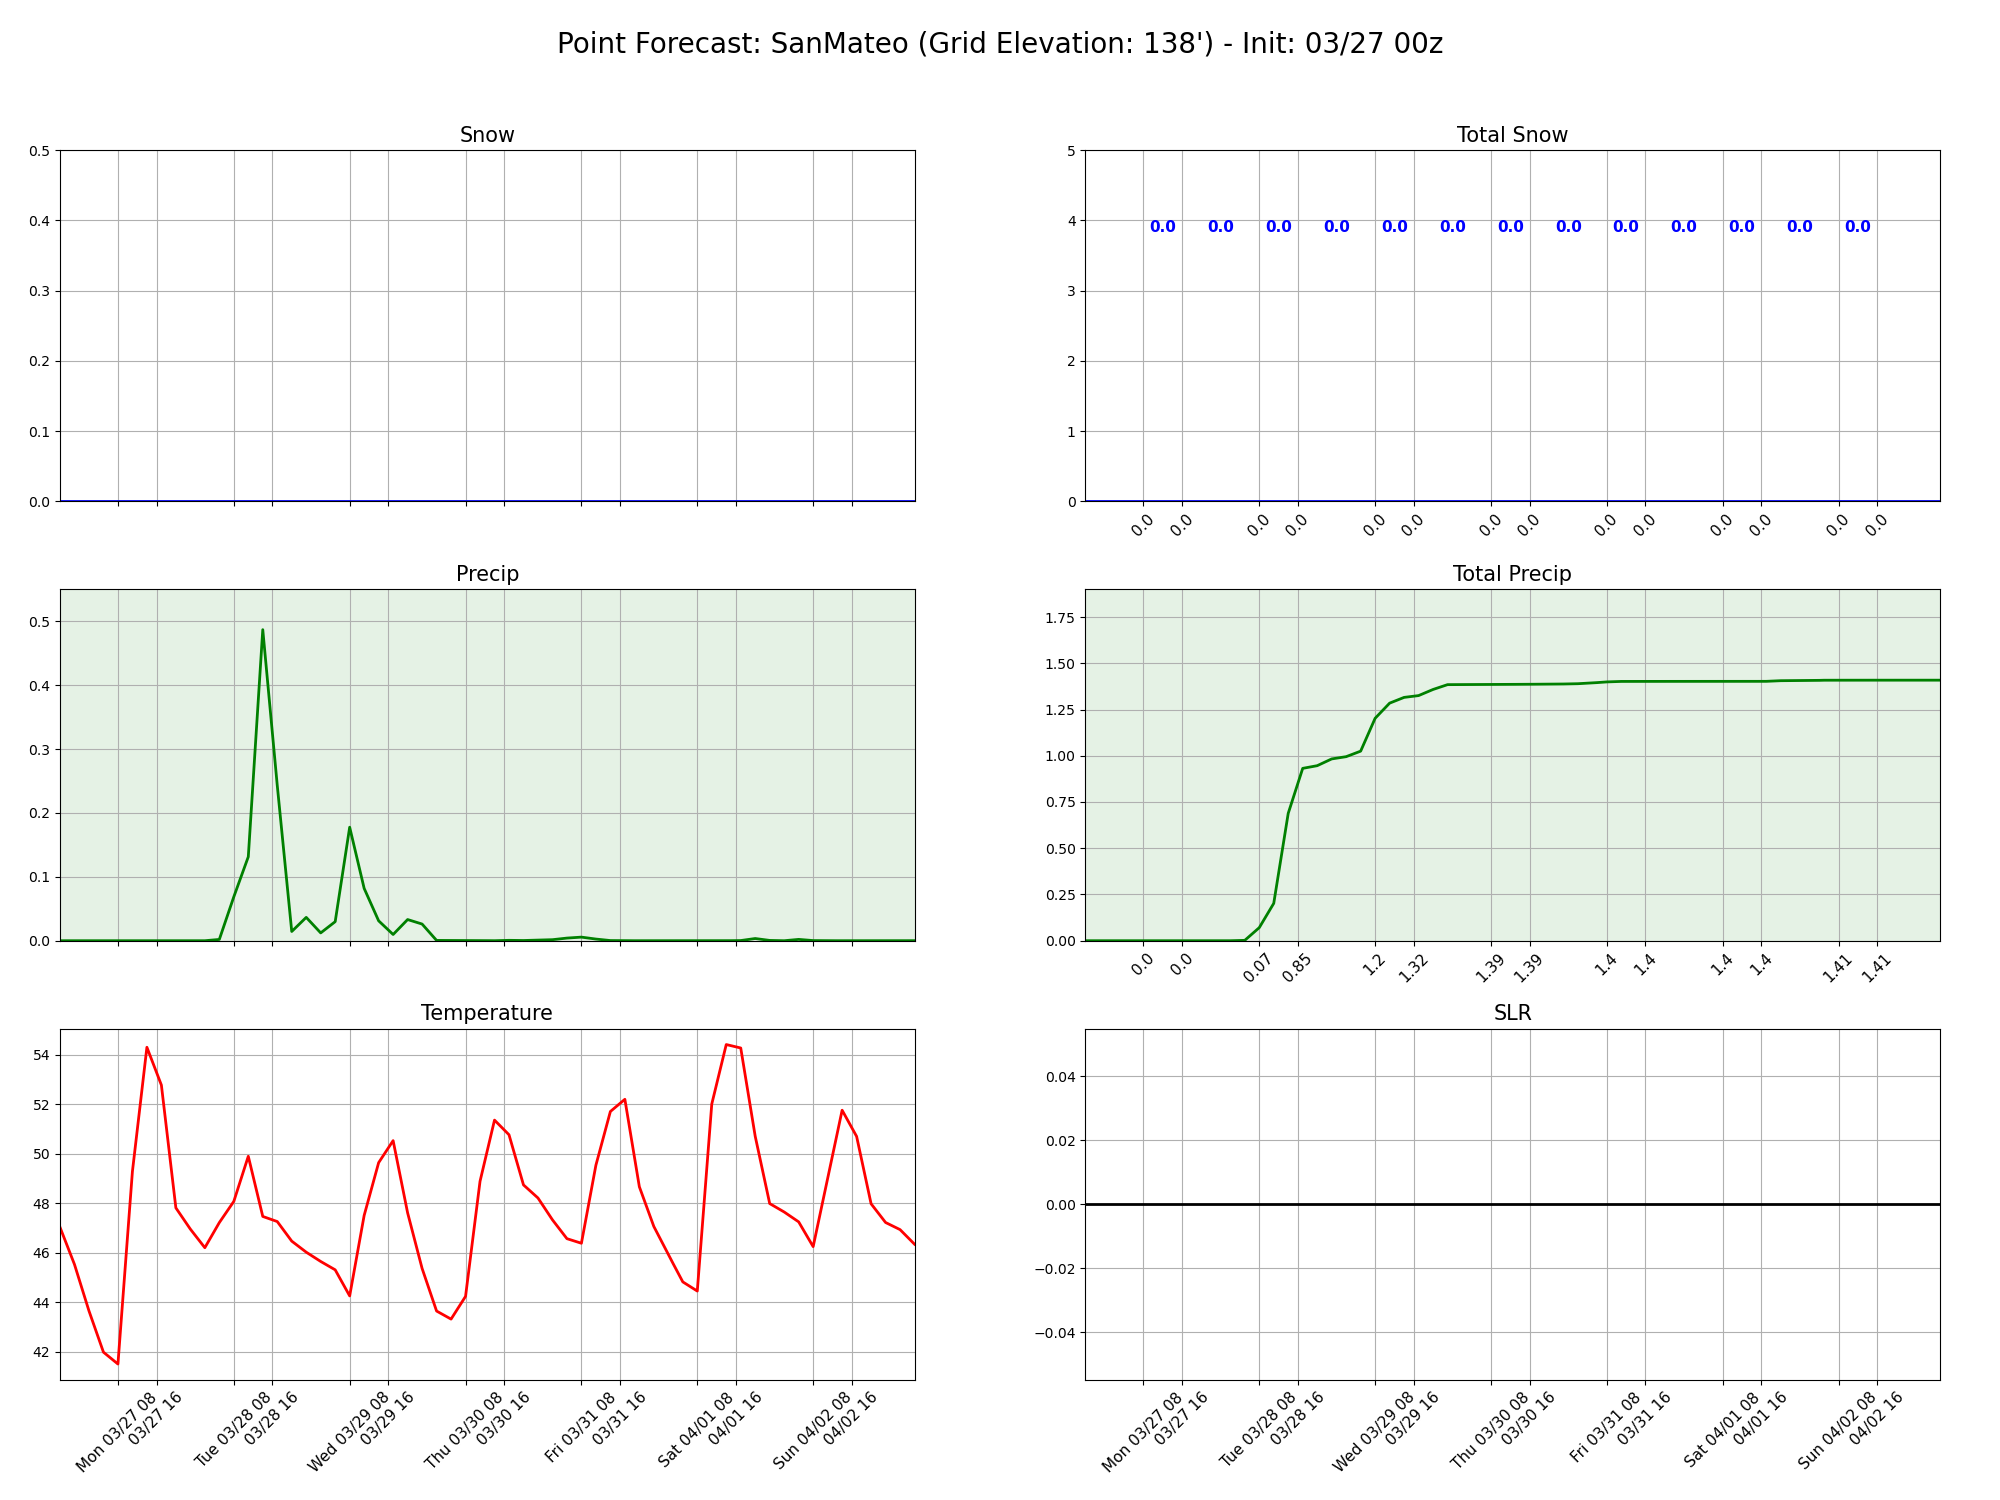 Point Forecast: SanMateo (Grid Elevation: 138') - Init: 03/27 00z
Snow
0.5
0.4
0.3
0.2
0.1
0.0
Total Snow
5
4
3
2
1
0
0.0 0.0 0.0 0.0 0.0 0.0 0.0 0.0 0.0 0.0 0.0 0.0 0.0
0.0 0.0 0.0 0.0 0.0 0.0 0.0 0.0 0.0 0.0 0.0 0.0 0.0 0.0
Precip
0.5
0.4
0.3
0.2
0.1
0.0
Total Precip
1.75
1.50
1.25
1.00
0.75
0.50
0.25
0.00
0.0 0.0 0.07 0.85 1.2 1.32 1.39 1.39 1.4 1.4 1.4 1.4 1.41 1.41
Temperature
54
52
50
48
46
44
42
Mon 03/27 08
03/27 16
Tue 03/28 08
03/28 16
Wed 03/29 08
03/29 16
Thu 03/30 08
03/30 16
Fri 03/31 08
03/31 16
Sat 04/01 08
04/01 16
Sun 04/02 08
04/02 16
SLR
0.04
0.02
0.00
−0.02
−0.04
Mon 03/27 08
03/27 16
Tue 03/28 08
03/28 16
Wed 03/29 08
03/29 16
Thu 03/30 08
03/30 16
Fri 03/31 08
03/31 16
Sat 04/01 08
04/01 16
Sun 04/02 08
04/02 16